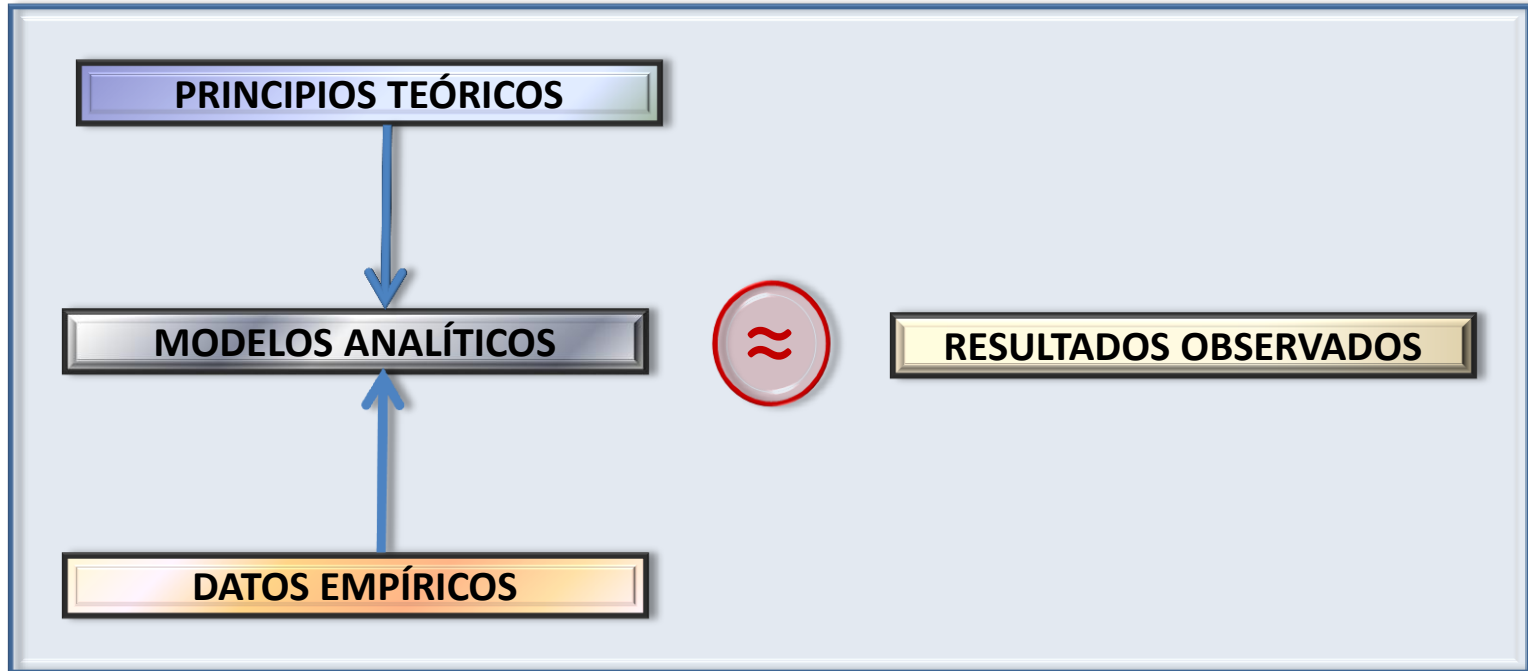 PRINCIPIOS TEÓRICOS
MODELOS ANALÍTICOS
≈
RESULTADOS OBSERVADOS
DATOS EMPÍRICOS